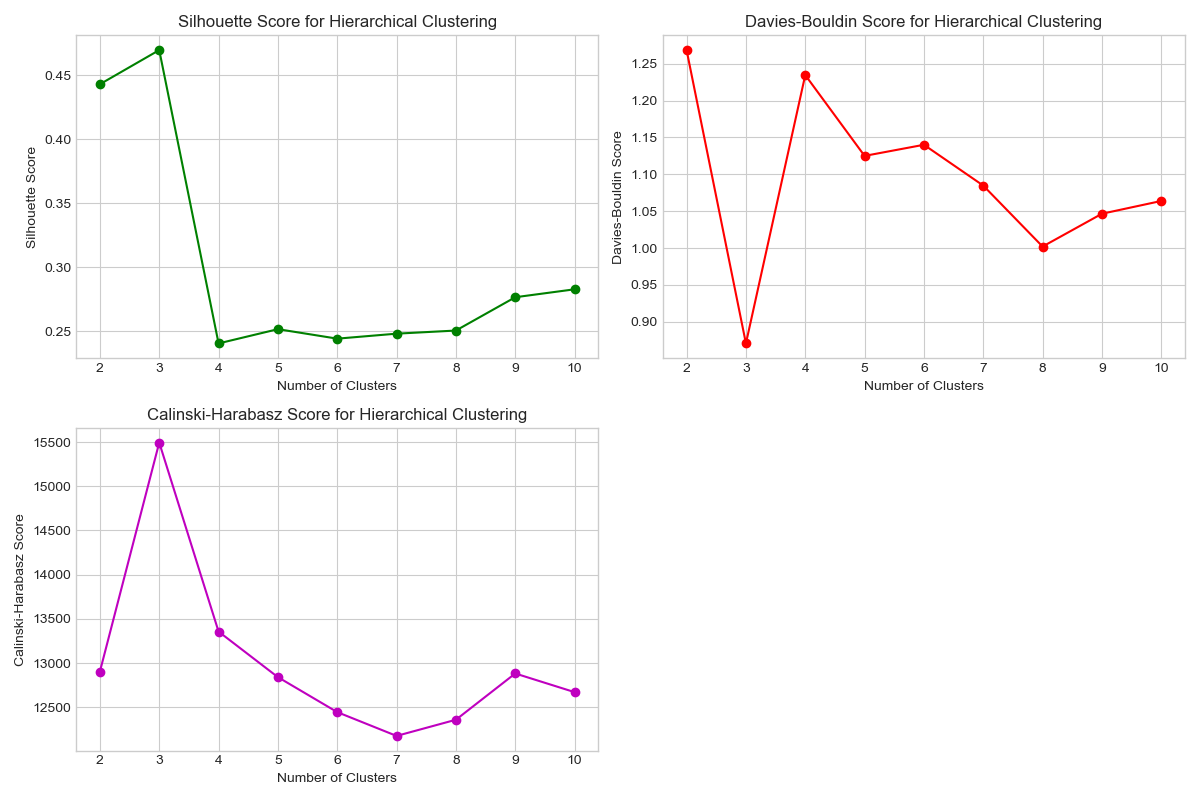 Silhouette Score for Hierarchical Clustering
Silhouette Score
0.45
0.40
0.35
0.30
0.25
2 3 4 5 6 7 8 9 10
Number of Clusters
Davies-Bouldin Score for Hierarchical Clustering
Davies-Bouldin Score
1.25
1.20
1.15
1.10
1.05
1.00
0.95
0.90
2 3 4 5 6 7 8 9 10
Number of Clusters
Calinski-Harabasz Score for Hierarchical Clustering
Calinski-Harabasz Score
15500
15000
14500
14000
13500
13000
12500
2 3 4 5 6 7 8 9 10
Number of Clusters